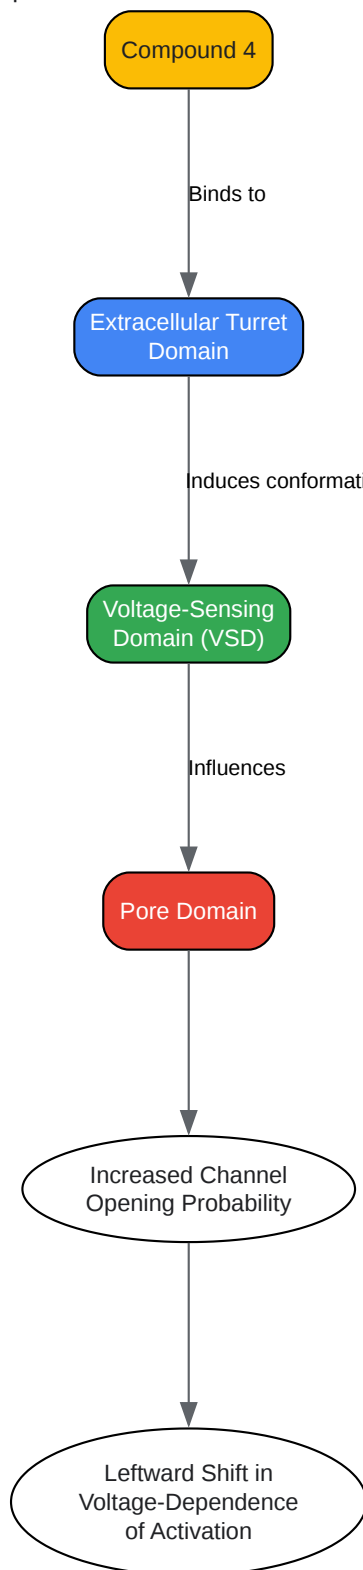 Compound 4
Binds to
Extracellular Turret
Domain
Induces
Voltage-Sensing
Domain (VSD)
Influences
Pore Domain
Increased Channel
Opening Probability
Leftward Shift in
Voltage-Dependence
of Activation